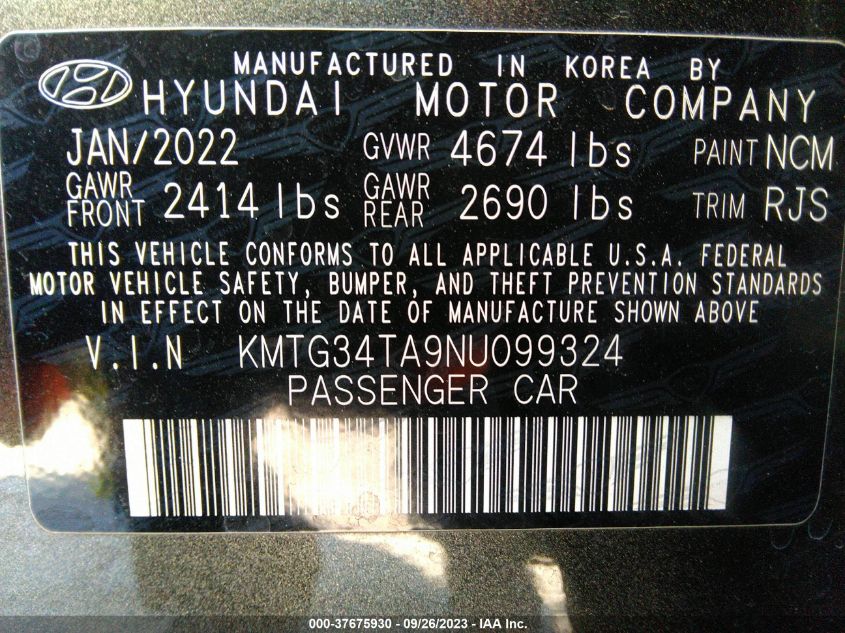 MANUFACTURED IN KOREA BY
HYUNDAI MOTOR COMPANY
JAN/2022 GVWR 4674 lbs PAINT NCM
GAWR FRONT 2414 lbs GAWR REAR 2690 lbs TRIM RJS
THIS VEHICLE CONFORMS TO ALL APPLICABLE U.S.A. FEDERAL
MOTOR VEHICLE SAFETY, BUMPER, AND THEFT PREVENTION STANDARDS
IN EFFECT ON THE DATE OF MANUFACTURE SHOWN ABOVE
V.I.N KMTG34TA9NU099324
PASSENGER CAR
000-37675930 - 09/26/2023 - IAA Inc.